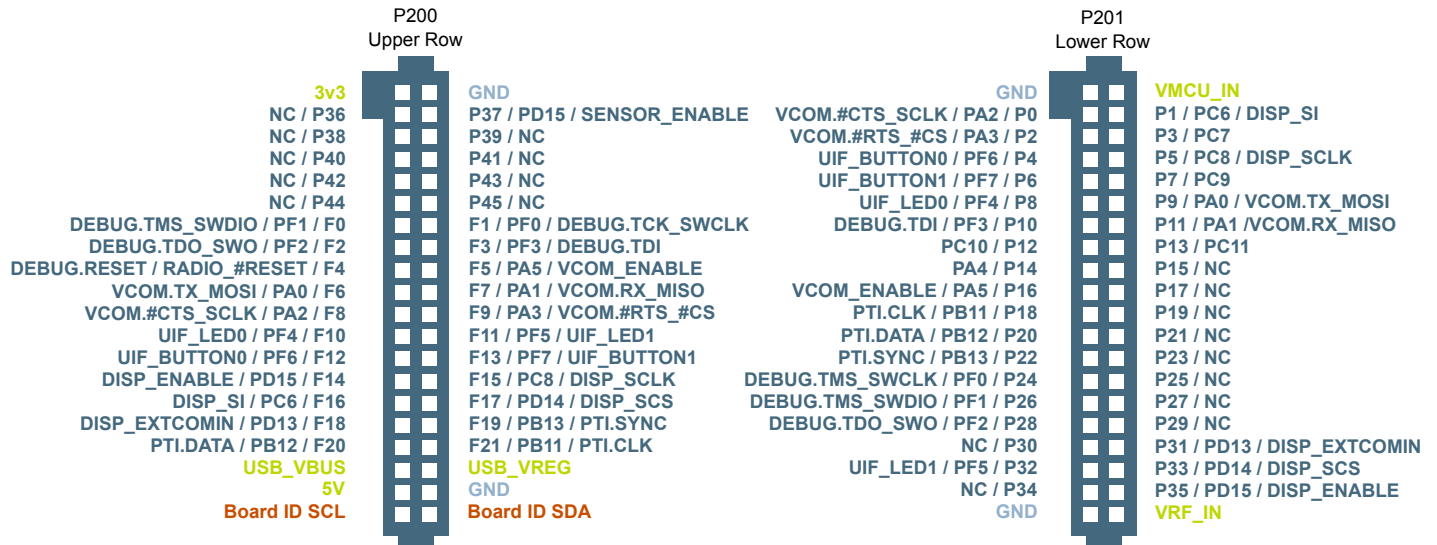 P200
Upper Row
P201
Lower Row
3v3 GND GND VMCU_IN
NC / P36 P37 / PD15 / SENSOR_ENABLE VCOM.#CTS_SCLK / PA2 / P0 P1 / PC6 / DISP_SI
NC / P38 P39 / NC VCOM.#RTS_#CS / PA3 / P2 P3 / PC7
NC / P40 P41 / NC UIF_BUTTON0 / PF6 / P4 P5 / PC8 / DISP_SCLK
NC / P42 P43 / NC UIF_BUTTON1 / PF7 / P6 P7 / PC9
NC / P44 P45 / NC UIF_LED0 / PF4 / P8 P9 / PA0 / VCOM.TX_MOSI
DEBUG.TMS_SWDIO / PF1 / F0 F1 / PF0 / DEBUG.TCK_SWCLK DEBUG.TDI / PF3 / P10 P11 / PA1 /VCOM.RX_MISO
DEBUG.TDO_SWO / PF2 / F2 F3 / PF3 / DEBUG.TDI PC10 / P12 P13 / PC11
DEBUG.RESET / RADIO_#RESET / F4 F5 / PA5 / VCOM_ENABLE PA4 / P14 P15 / NC
VCOM.TX_MOSI / PA0 / F6 F7 / PA1 / VCOM.RX_MISO VCOM_ENABLE / PA5 / P16 P17 / NC
VCOM.#CTS_SCLK / PA2 / F8 F9 / PA3 / VCOM.#RTS_#CS PTI.CLK / PB11 / P18 P19 / NC
UIF_LED0 / PF4 / F10 F11 / PF5 / UIF_LED1 PTI.DATA / PB12 / P20 P21 / NC
UIF_BUTTON0 / PF6 / F12 F13 / PF7 / UIF_BUTTON1 PTI.SYNC / PB13 / P22 P23 / NC
DISP_ENABLE / PD15 / F14 F15 / PC8 / DISP_SCLK DEBUG.TMS_SWCLK / PF0 / P24 P25 / NC
DISP_SI / PC6 / F16 F17 / PD14 / DISP_SCS DEBUG.TMS_SWDIO / PF1 / P26 P27 / NC
DISP_EXTCOMIN / PD13 / F18 F19 / PB13 / PTI.SYNC DEBUG.TDO_SWO / PF2 / P28 P29 / NC
PTI.DATA / PB12 / F20 F21 / PB11 / PTI.CLK NC / P30 P31 / PD13 / DISP_EXTCOMIN
USB_VBUS USB_VREG UIF_LED1 / PF5 / P32 P33 / PD14 / DISP_SCS
5V GND NC / P34 P35 / PD15 / DISP_ENABLE
Board ID SCL Board ID SDA GND VRF_IN